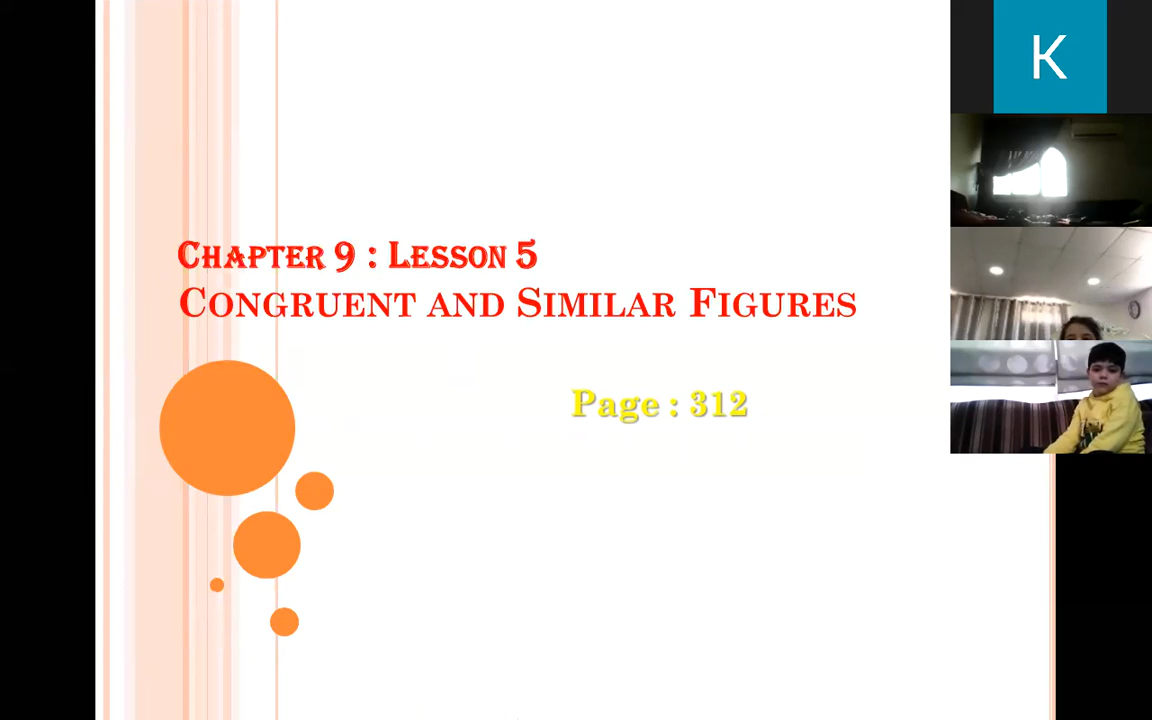 Chapter 9 : Lesson 5
Congruent and Similar Figures
Page : 312
K